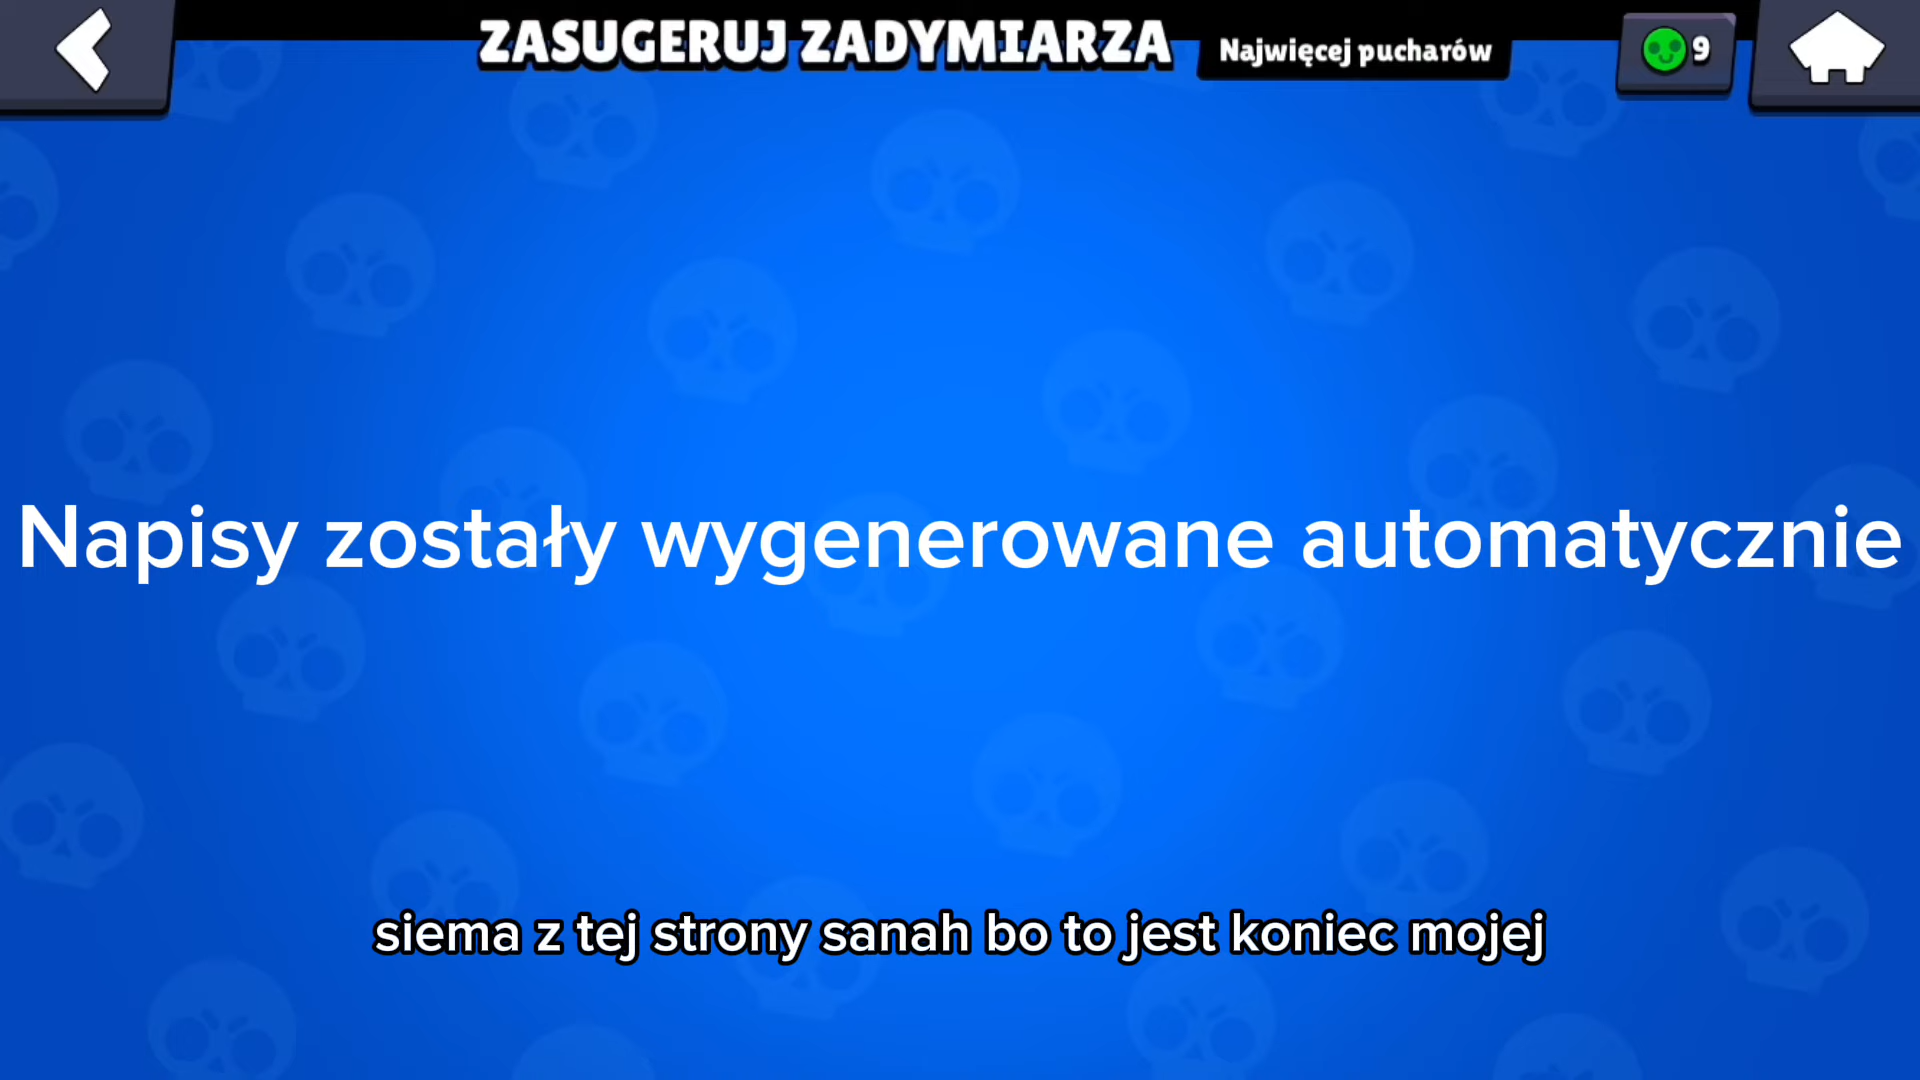 ZASUGERUJ ZADYMIARZA
Najwięcej pucharów
9
Napisy zostały wygenerowane automatycznie
siema z tej strony sanah bo to jest koniec mojej